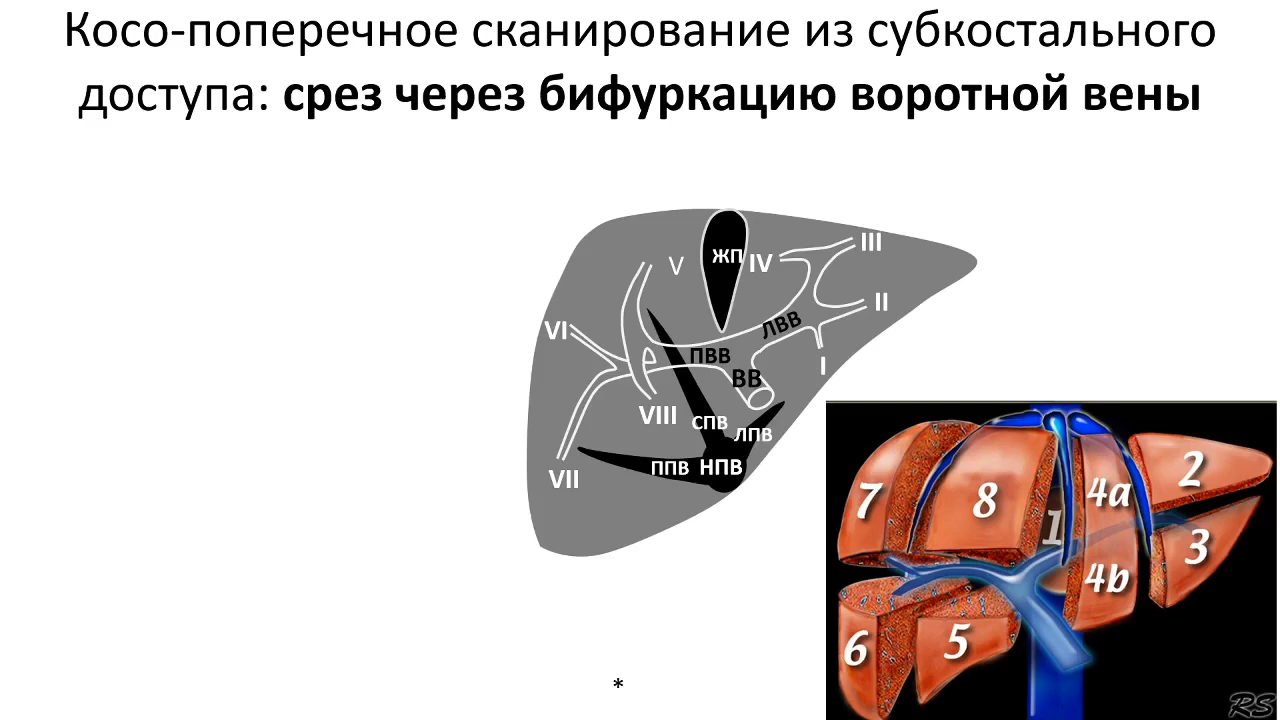 Косо-поперечное сканирование из субкостального
доступа: срез через бифуркацию воротной вены
III
V
ЖП
IV
II
VI
ЛВВ
ПВВ
I
ВВ
VIII
СПВ
ЛПВ
ППВ
НПВ
VII
7
8
4a
2
1
3
4b
6
5
*
RS